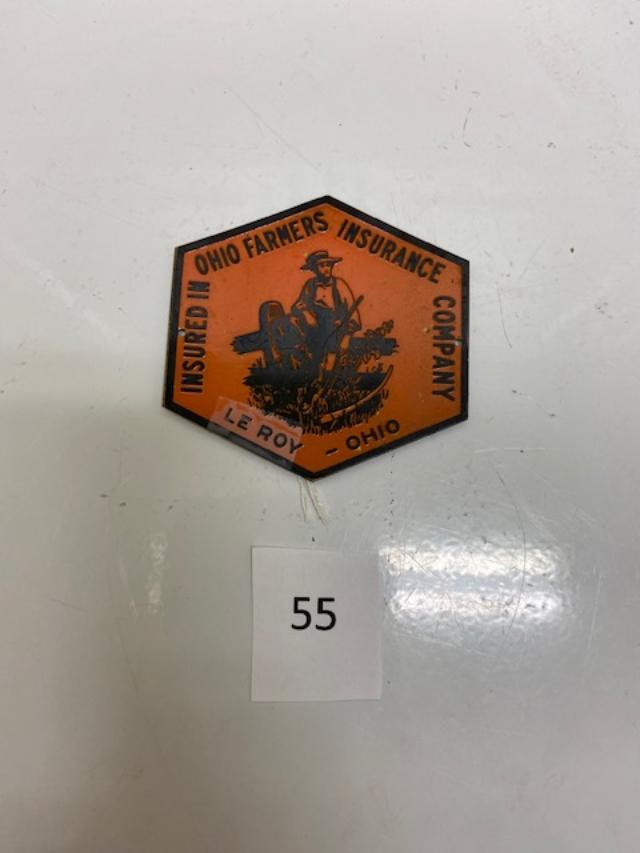 INSURED IN OHIO FARMERS INSURANCE COMPANY
LE ROY - OHIO
55